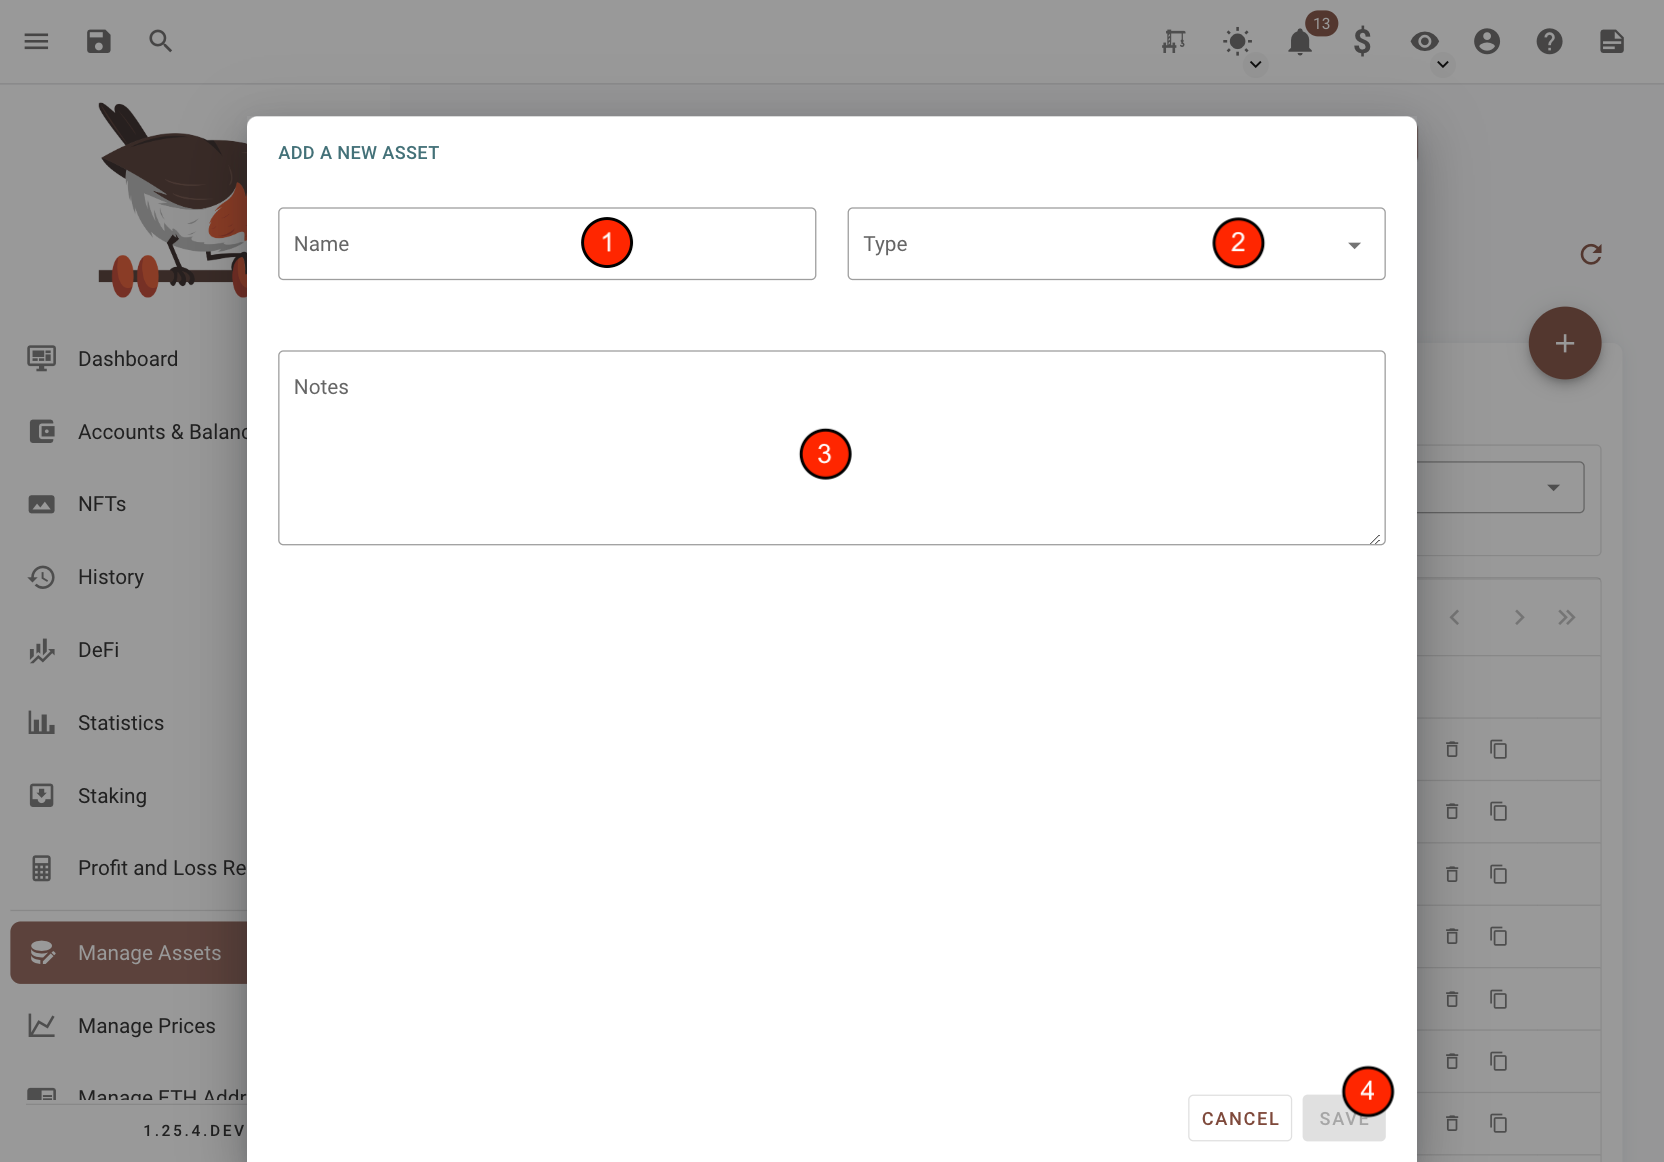 13
ADD A NEW ASSET
Name
1
Type
2
Notes
3
Dashboard
Accounts & Balanc
NFTs
History
DeFi
Statistics
Staking
Profit and Loss Re
Manage Assets
Manage Prices
Manage ETH Addr
1.25.4.DEV
CANCEL
SAVE
4